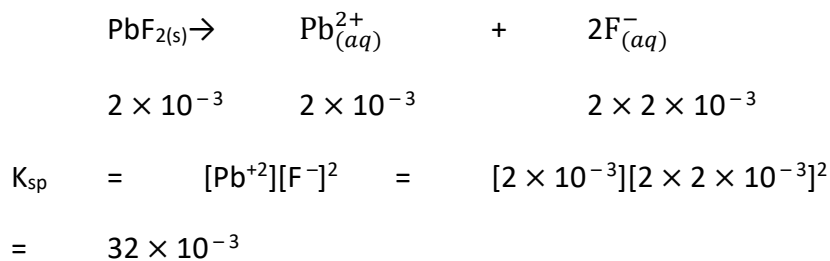 PbF₂₍ₛ₎→ Pb²⁺₍aq₎ + 2F⁻₍aq₎
2 × 10⁻³ 2 × 10⁻³ 2 × 2 × 10⁻³
Kₛₚ = [Pb⁺²][F⁻]² = [2 × 10⁻³][2 × 2 × 10⁻³]²
= 32 × 10⁻³